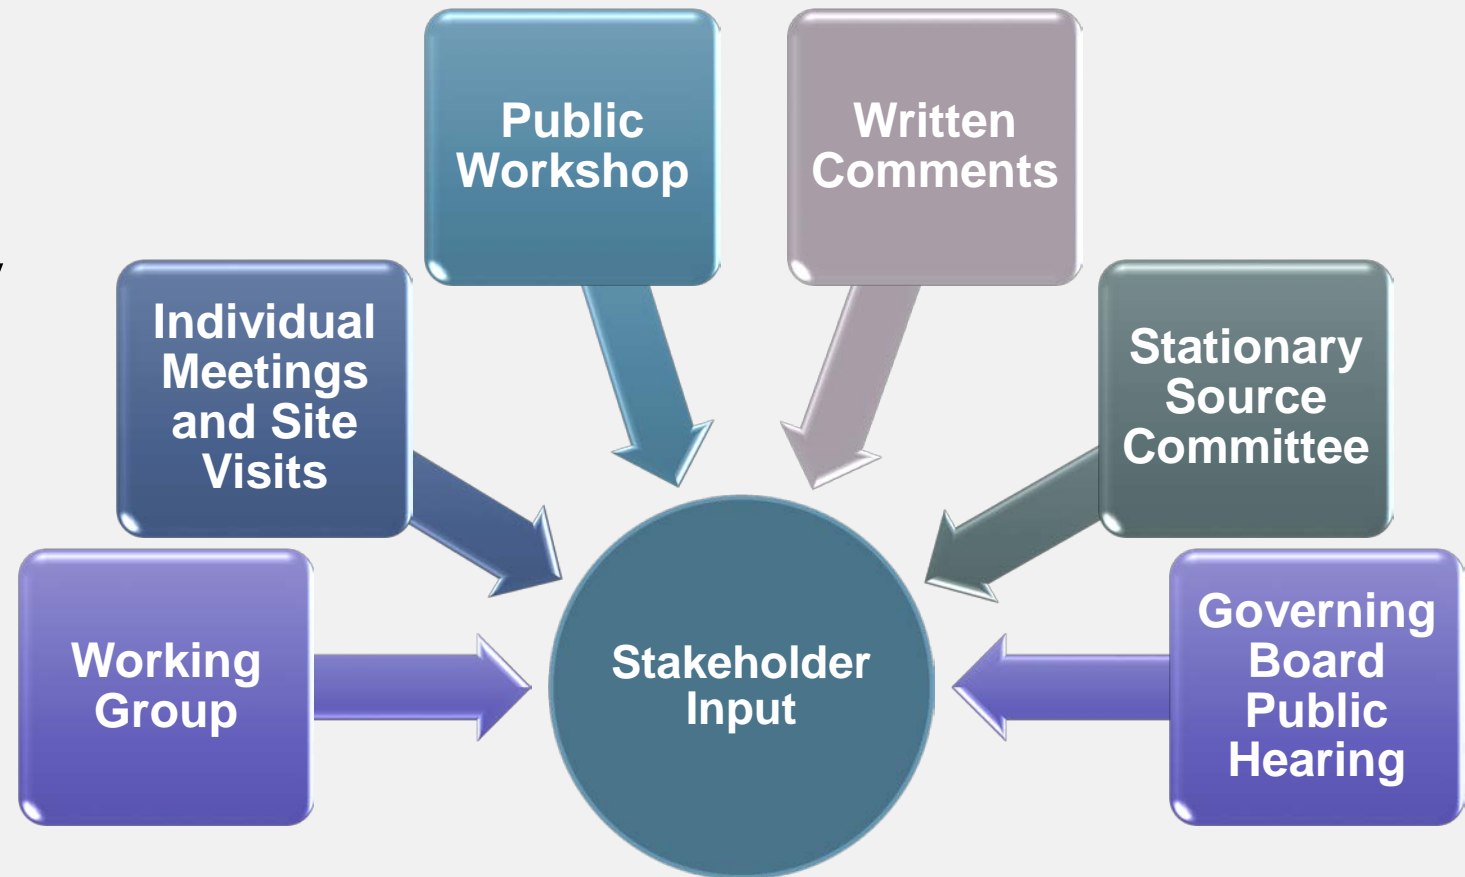 Public
Workshop
Written
Comments
Individual
Meetings
and Site
Visits
Stationary
Source
Committee
Working
Group
Stakeholder
Input
Governing
Board
Public
Hearing